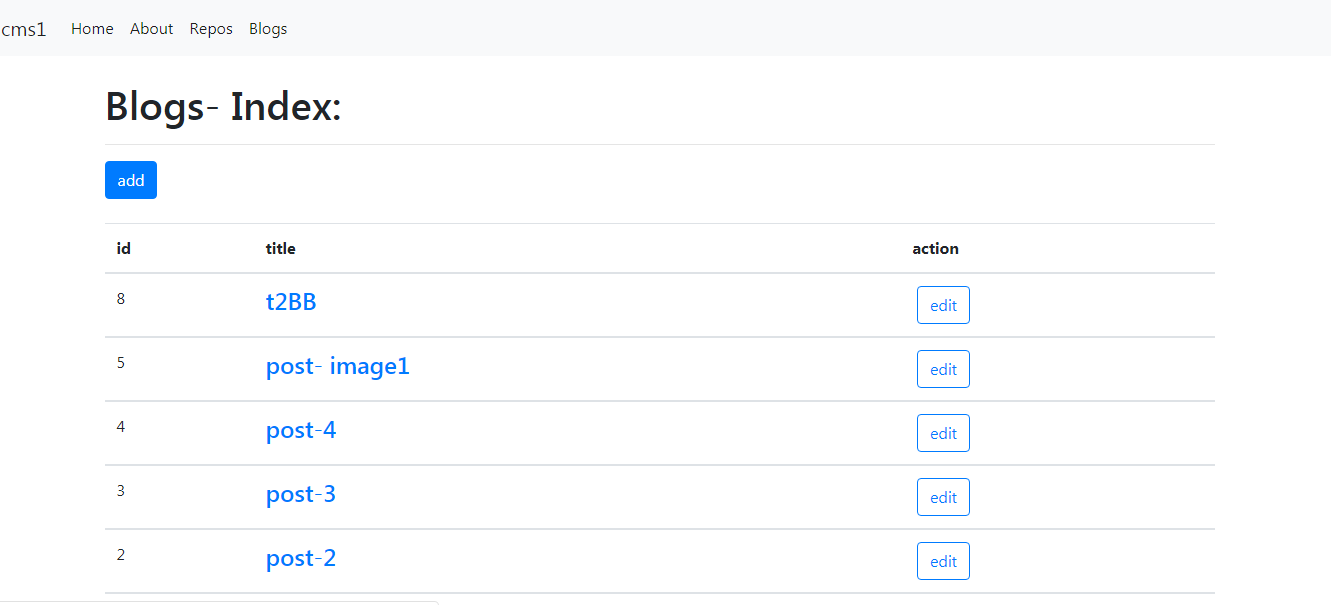 cms1 Home About Repos Blogs
Blogs- Index:
add
id title action
8 t2BB edit
5 post- image1 edit
4 post-4 edit
3 post-3 edit
2 post-2 edit